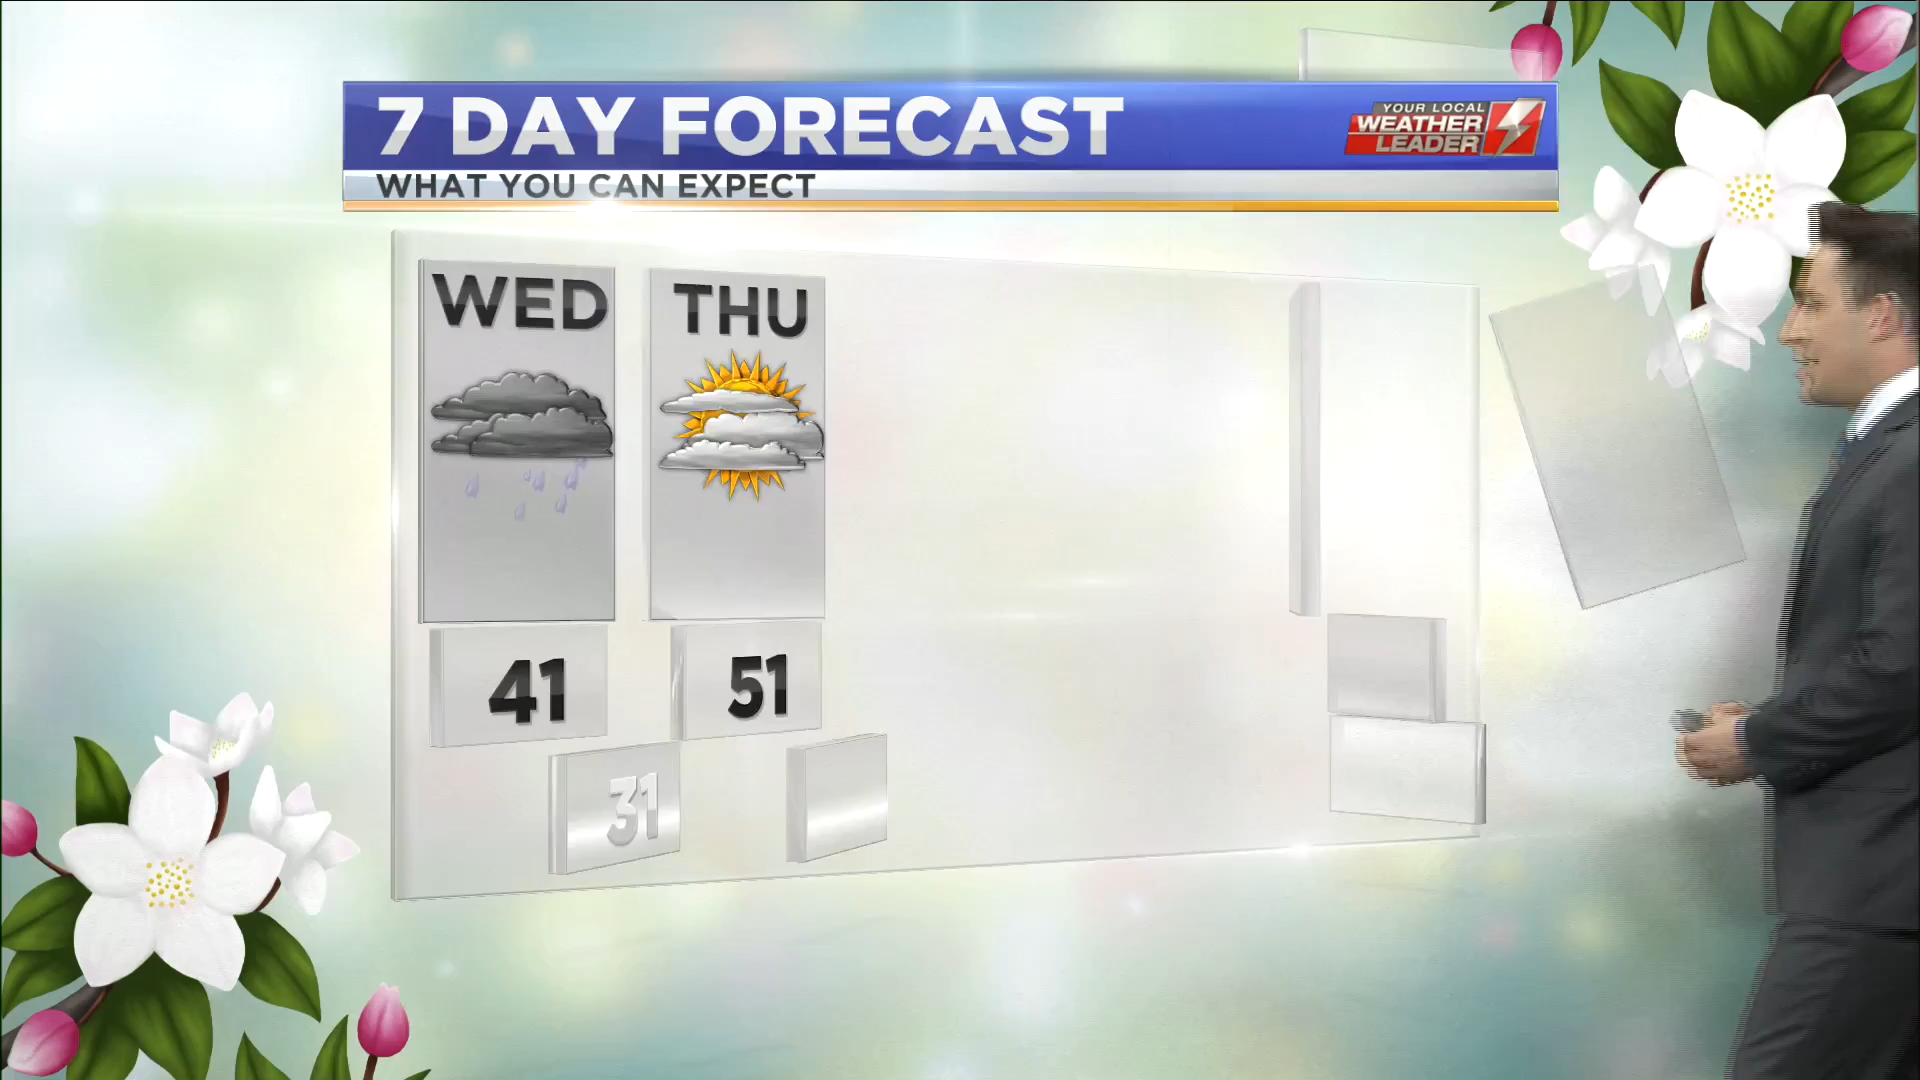 7 DAY FORECAST
YOUR LOCAL
WEATHER
LEADER
WHAT YOU CAN EXPECT
WED
THU
41
51
31